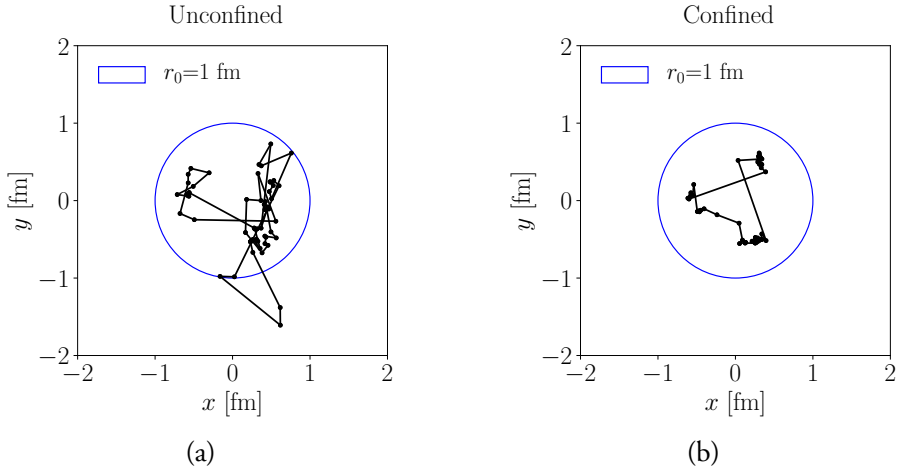 Unconfined
2
1
0
−1
−2
y [fm]
r0=1 fm
−2 −1 0 1 2
x [fm]
(a)
Confined
2
1
0
−1
−2
y [fm]
r0=1 fm
−2 −1 0 1 2
x [fm]
(b)